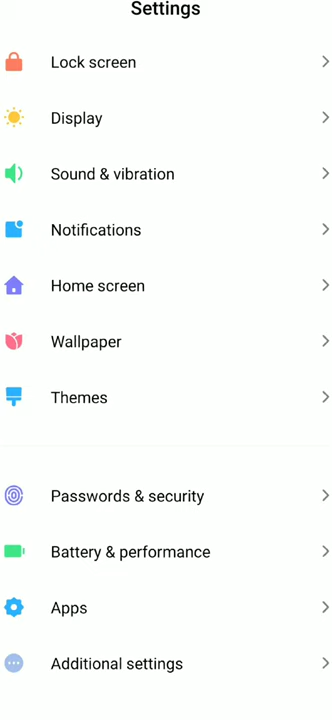 Settings
Lock screen
Display
Sound & vibration
Notifications
Home screen
Wallpaper
Themes
Passwords & security
Battery & performance
Apps
Additional settings